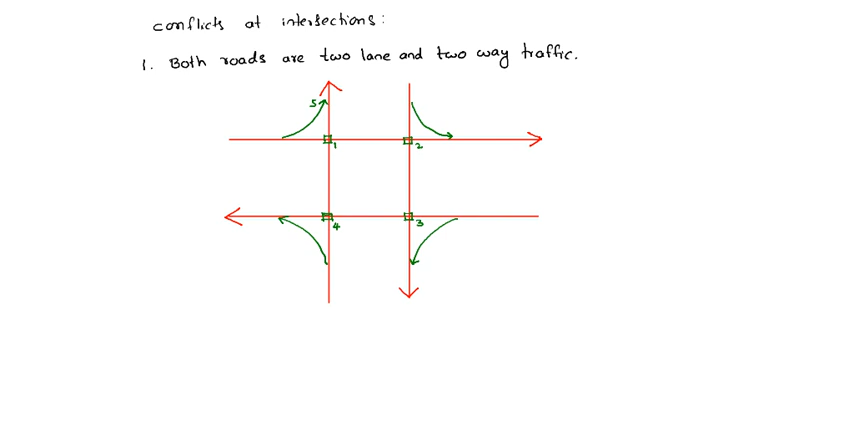 conflicts at intersections:
1. Both roads are two lane and two way traffic.
5
1
2
4
3